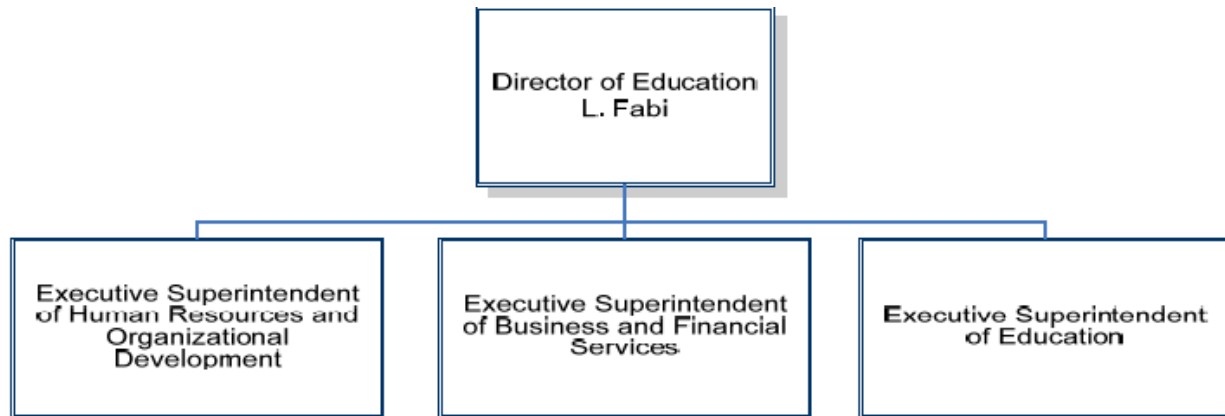 Director of Education
L. Fabi
Executive Superintendent
of Human Resources and
Organizational
Development
Executive Superintendent
of Business and Financial
Services
Executive Superintendent
of Education